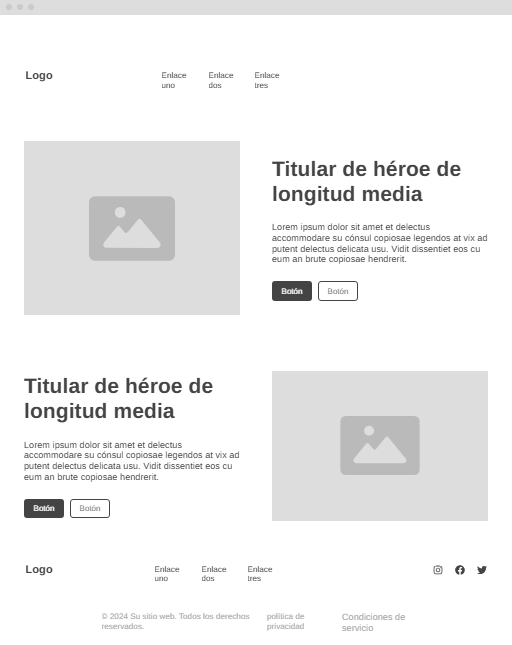 Logo
Enlace
uno
Enlace
dos
Enlace
tres
Titular de héroe de
longitud media
Lorem ipsum dolor sit amet et delectus
accommodare su cónsul copiosae legendos at vix ad
putent delectus delicata usu. Vidit dissentiet eos cu
eum an brute copiosae hendrerit.
Botón
Botón
Titular de héroe de
longitud media
Lorem ipsum dolor sit amet et delectus
accommodare su cónsul copiosae legendos at vix ad
putent delectus delicata usu. Vidit dissentiet eos cu
eum an brute copiosae hendrerit.
Botón
Botón
Logo
Enlace
dos
Enlace
dos
Enlace
tres
© 2024 Su sitio web. Todos los derechos
reservados.
política de
privacidad
Condiciones de
servicio